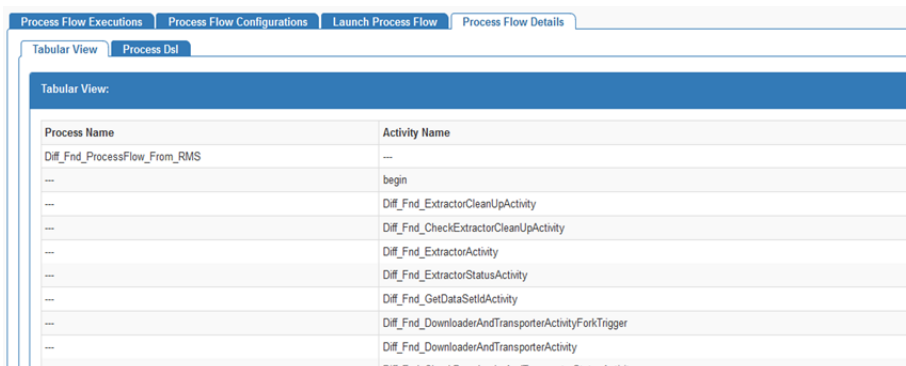 Process Flow Executions Process Flow Configurations Launch Process Flow Process Flow Details
Tabular View Process Dsl
Tabular View:
Process Name Activity Name
Diff_Fnd_ProcessFlow_From_RMS ---
--- begin
--- Diff_Fnd_ExtractorCleanUpActivity
--- Diff_Fnd_CheckExtractorCleanUpActivity
--- Diff_Fnd_ExtractorActivity
--- Diff_Fnd_ExtractorStatusActivity
--- Diff_Fnd_GetDataSetIdActivity
--- Diff_Fnd_DownloaderAndTransporterActivityForkTrigger
--- Diff_Fnd_DownloaderAndTransporterActivity